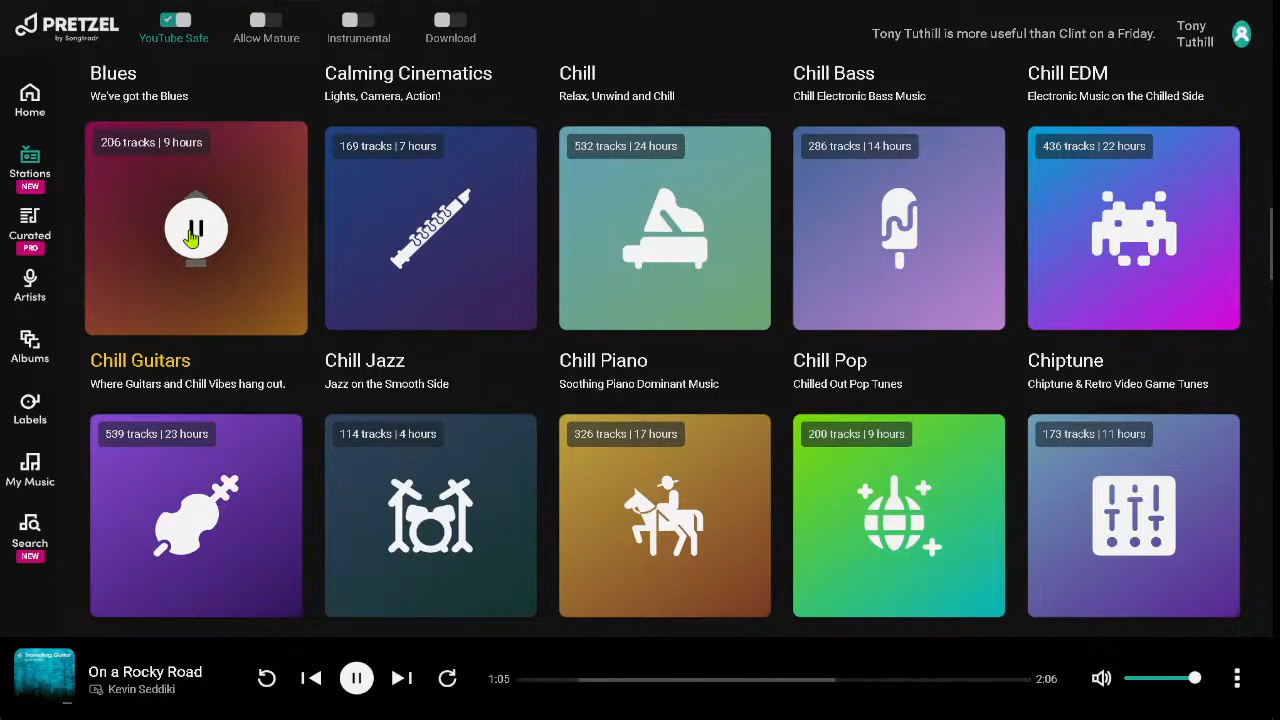 PRETZEL
by Songtradr
YouTube Safe
Allow Mature
Instrumental
Download
Tony Tuthill is more useful than Clint on a Friday.
Tony
Tuthill
Home
Stations
NEW
Curated
PRO
Artists
Albums
Labels
My Music
Search
NEW
Blues
We've got the Blues
Calming Cinematics
Lights, Camera, Action!
Chill
Relax, Unwind and Chill
Chill Bass
Chill Electronic Bass Music
Chill EDM
Electronic Music on the Chilled Side
206 tracks | 9 hours
169 tracks | 7 hours
532 tracks | 24 hours
286 tracks | 14 hours
436 tracks | 22 hours
Chill Guitars
Where Guitars and Chill Vibes hang out.
Chill Jazz
Jazz on the Smooth Side
Chill Piano
Soothing Piano Dominant Music
Chill Pop
Chilled Out Pop Tunes
Chiptune
Chiptune & Retro Video Game Tunes
539 tracks | 23 hours
114 tracks | 4 hours
326 tracks | 17 hours
200 tracks | 9 hours
173 tracks | 11 hours
Travelling Guitar
On a Rocky Road
Kevin Seddiki
1:05
2:06